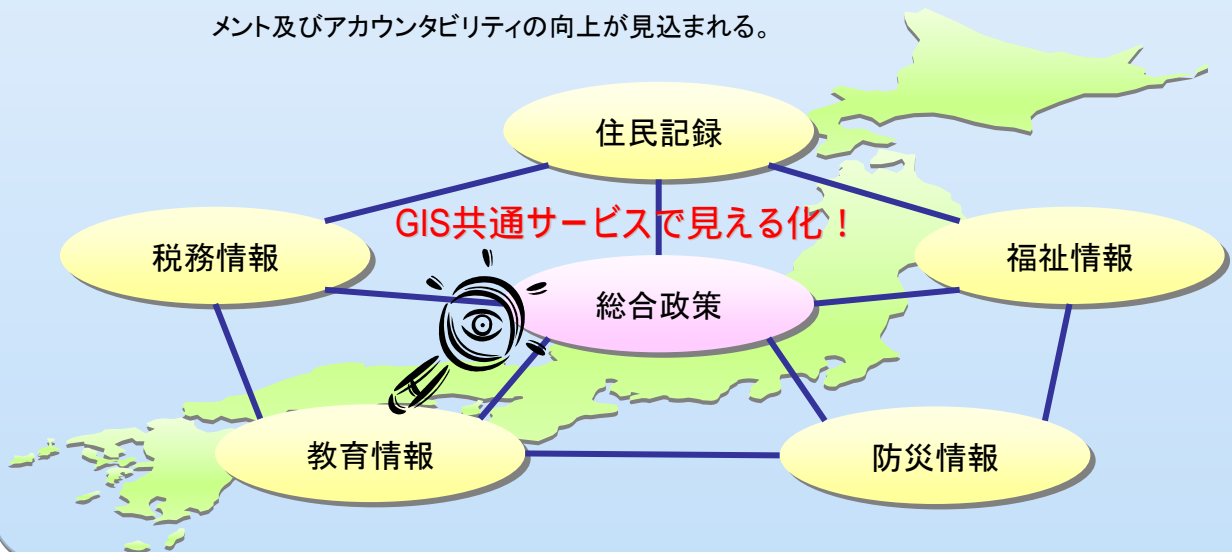 メント及びアカウンタビリティの向上が見込まれる。
住民記録
GIS共通サービスで見える化！
税務情報
福祉情報
総合政策
教育情報
防災情報